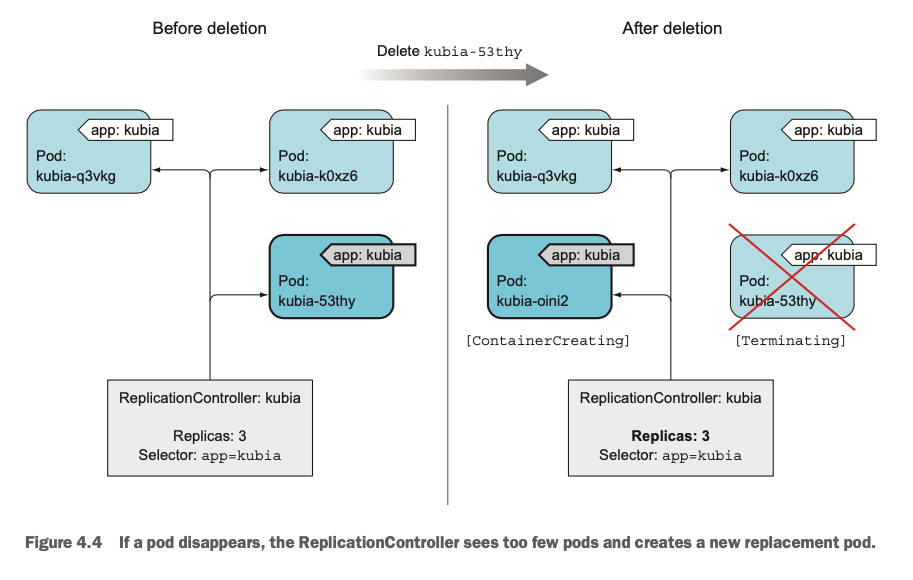 Before deletion
After deletion
Delete kubia-53thy
app: kubia
Pod:
kubia-q3vkg
app: kubia
Pod:
kubia-k0xz6
app: kubia
Pod:
kubia-53thy
ReplicationController: kubia
Replicas: 3
Selector: app=kubia
app: kubia
Pod:
kubia-q3vkg
app: kubia
Pod:
kubia-k0xz6
app: kubia
Pod:
kubia-oini2
[ContainerCreating]
app: kubia
Pod:
kubia-53thy
[Terminating]
ReplicationController: kubia
Replicas: 3
Selector: app=kubia
Figure 4.4 If a pod disappears, the ReplicationController sees too few pods and creates a new replacement pod.